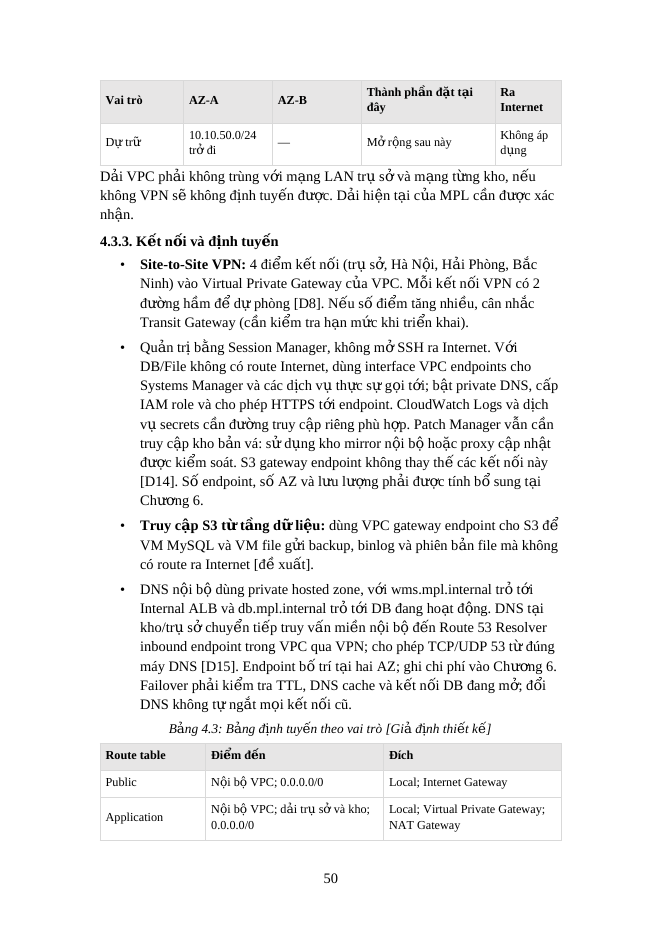 Vai trò AZ-A AZ-B Thành phần đặt tại đây Ra Internet
Dự trữ 10.10.50.0/24 trở đi — Mở rộng sau này Không áp dụng
Dải VPC phải không trùng với mạng LAN trụ sở và mạng từng kho, nếu
không VPN sẽ không định tuyến được. Dải hiện tại của MPL cần được xác
nhận.
4.3.3. Kết nối và định tuyến
• Site-to-Site VPN: 4 điểm kết nối (trụ sở, Hà Nội, Hải Phòng, Bắc
Ninh) vào Virtual Private Gateway của VPC. Mỗi kết nối VPN có 2
đường hầm để dự phòng [D8]. Nếu số điểm tăng nhiều, cân nhắc
Transit Gateway (cần kiểm tra hạn mức khi triển khai).
• Quản trị bằng Session Manager, không mở SSH ra Internet. Với
DB/File không có route Internet, dùng interface VPC endpoints cho
Systems Manager và các dịch vụ thực sự gọi tới; bật private DNS, cấp
IAM role và cho phép HTTPS tới endpoint. CloudWatch Logs và dịch
vụ secrets cần đường truy cập riêng phù hợp. Patch Manager vẫn cần
truy cập kho bản vá: sử dụng kho mirror nội bộ hoặc proxy cập nhật
được kiểm soát. S3 gateway endpoint không thay thế các kết nối này
[D14]. Số endpoint, số AZ và lưu lượng phải được tính bổ sung tại
Chương 6.
• Truy cập S3 từ tầng dữ liệu: dùng VPC gateway endpoint cho S3 để
VM MySQL và VM file gửi backup, binlog và phiên bản file mà không
có route ra Internet [đề xuất].
• DNS nội bộ dùng private hosted zone, với wms.mpl.internal trỏ tới
Internal ALB và db.mpl.internal trỏ tới DB đang hoạt động. DNS tại
kho/trụ sở chuyển tiếp truy vấn miền nội bộ đến Route 53 Resolver
inbound endpoint trong VPC qua VPN; cho phép TCP/UDP 53 từ đúng
máy DNS [D15]. Endpoint bố trí tại hai AZ; ghi chi phí vào Chương 6.
Failover phải kiểm tra TTL, DNS cache và kết nối DB đang mở; đổi
DNS không tự ngắt mọi kết nối cũ.
Bảng 4.3: Bảng định tuyến theo vai trò [Giả định thiết kế]
Route table Điểm đến Đích
Public Nội bộ VPC; 0.0.0.0/0 Local; Internet Gateway
Application Nội bộ VPC; dải trụ sở và kho; 0.0.0.0/0 Local; Virtual Private Gateway; NAT Gateway
50